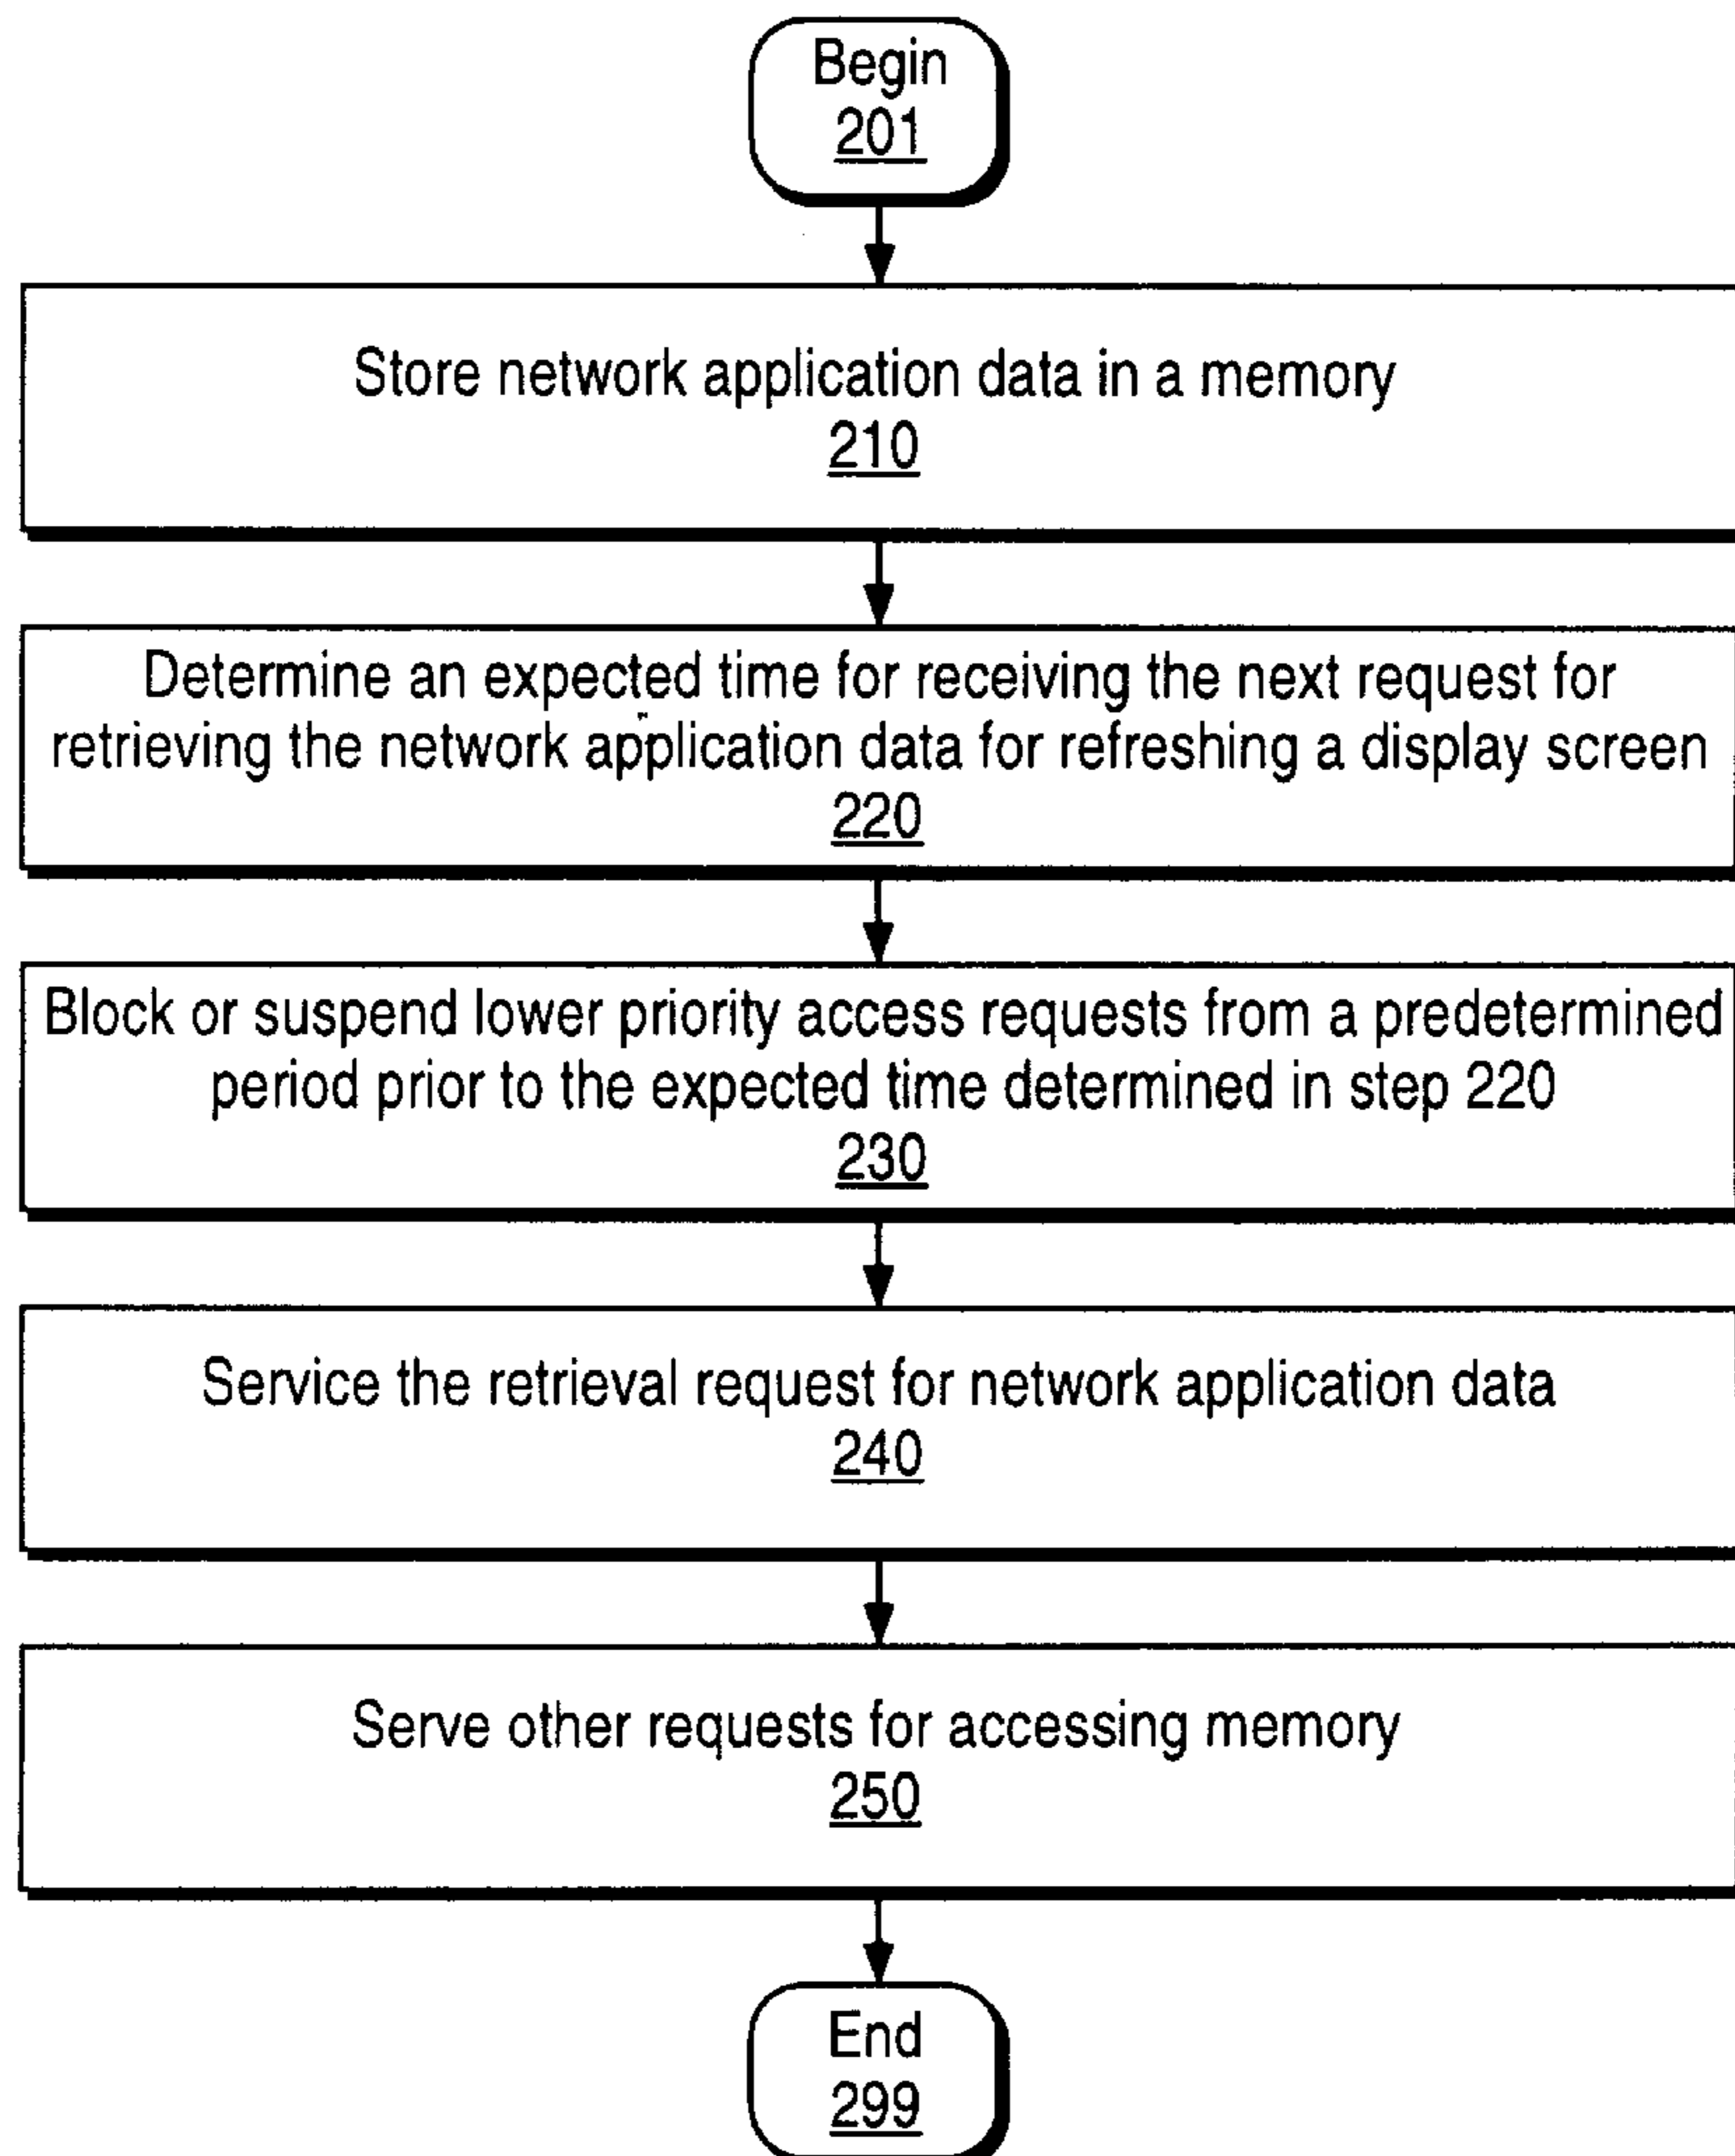 Begin
201
Store network application data in a memory
210
Determine an expected time for receiving the next request for
retrieving the network application data for refreshing a display screen
220
Block or suspend lower priority access requests from a predetermined
period prior to the expected time determined in step 220
230
Service the retrieval request for network application data
240
Serve other requests for accessing memory
250
End
299